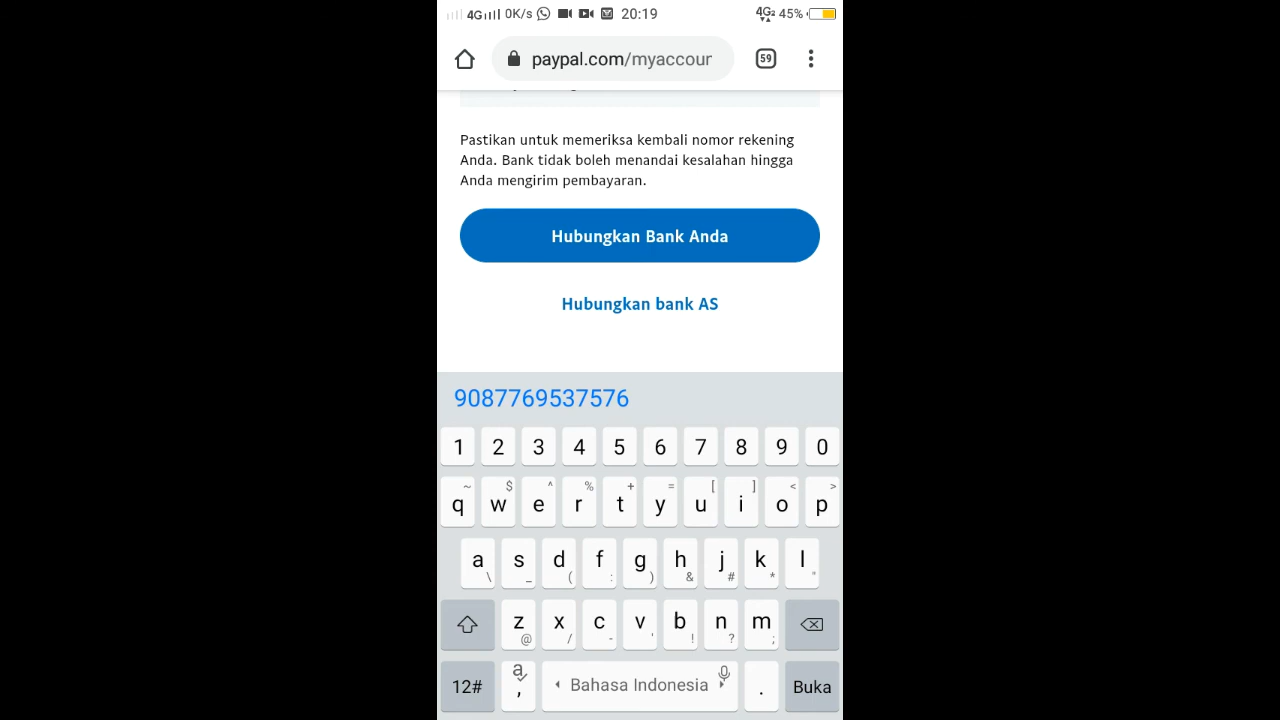 4G 0K/s 20:19 4G 45%
paypal.com/myaccour 59
Pastikan untuk memeriksa kembali nomor rekening
Anda. Bank tidak boleh menandai kesalahan hingga
Anda mengirim pembayaran.
Hubungkan Bank Anda
Hubungkan bank AS
9087769537576
1 2 3 4 5 6 7 8 9 0
~ $ ^ % + = [ ] < >
q w e r t y u i o p
a s d f g h j k l
\ _ ( : ) & # * "
z x c v b n m
@ / - ' ! ? ;
12# a , Bahasa Indonesia . Buka